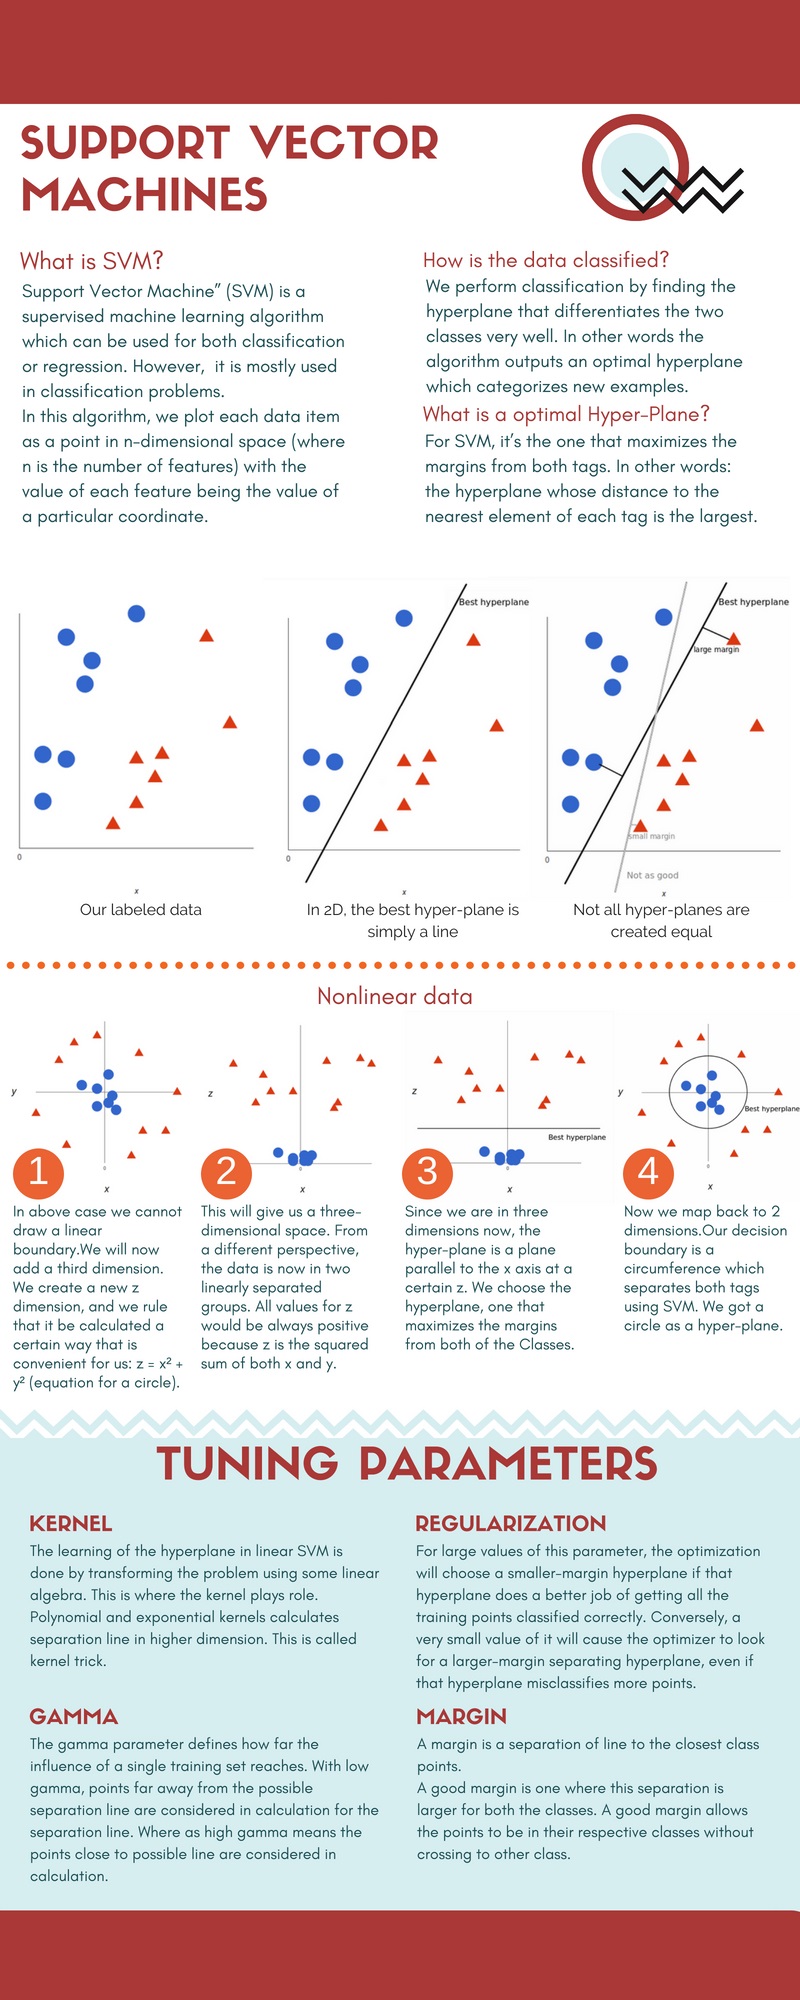 SUPPORT VECTOR
MACHINES
What is SVM?
Support Vector Machine” (SVM) is a
supervised machine learning algorithm
which can be used for both classification
or regression. However,  it is mostly used
in classification problems.
In this algorithm, we plot each data item
as a point in n-dimensional space (where
n is the number of features) with the
value of each feature being the value of
a particular coordinate.
How is the data classified?
We perform classification by finding the
hyperplane that differentiates the two
classes very well. In other words the
algorithm outputs an optimal hyperplane
which categorizes new examples.
What is a optimal Hyper-Plane?
For SVM, it’s the one that maximizes the
margins from both tags. In other words:
the hyperplane whose distance to the
nearest element of each tag is the largest.
0
x
Our labeled data
Best hyperplane
0
x
In 2D, the best hyper-plane is
simply a line
Best hyperplane
large margin
small margin
Not as good
0
x
Not all hyper-planes are
created equal
Nonlinear data
y
0
x
1
In above case we cannot
draw a linear
boundary.We will now
add a third dimension.
We create a new z
dimension, and we rule
that it be calculated a
certain way that is
convenient for us: z = x² +
y² (equation for a circle).
z
0
x
2
This will give us a three-
dimensional space. From
a different perspective,
the data is now in two
linearly separated
groups. All values for z
would be always positive
because z is the squared
sum of both x and y.
z
Best hyperplane
0
x
3
Since we are in three
dimensions now, the
hyper-plane is a plane
parallel to the x axis at a
certain z. We choose the
hyperplane, one that
maximizes the margins
from both of the Classes.
y
Best hyperplane
0
x
4
Now we map back to 2
dimensions.Our decision
boundary is a
circumference which
separates both tags
using SVM. We got a
circle as a hyper-plane.
TUNING PARAMETERS
KERNEL
The learning of the hyperplane in linear SVM is
done by transforming the problem using some linear
algebra. This is where the kernel plays role.
Polynomial and exponential kernels calculates
separation line in higher dimension. This is called
kernel trick.
REGULARIZATION
For large values of this parameter, the optimization
will choose a smaller-margin hyperplane if that
hyperplane does a better job of getting all the
training points classified correctly. Conversely, a
very small value of it will cause the optimizer to look
for a larger-margin separating hyperplane, even if
that hyperplane misclassifies more points.
GAMMA
The gamma parameter defines how far the
influence of a single training set reaches. With low
gamma, points far away from the possible
separation line are considered in calculation for the
separation line. Where as high gamma means the
points close to possible line are considered in
calculation.
MARGIN
A margin is a separation of line to the closest class
points.
A good margin is one where this separation is
larger for both the classes. A good margin allows
the points to be in their respective classes without
crossing to other class.